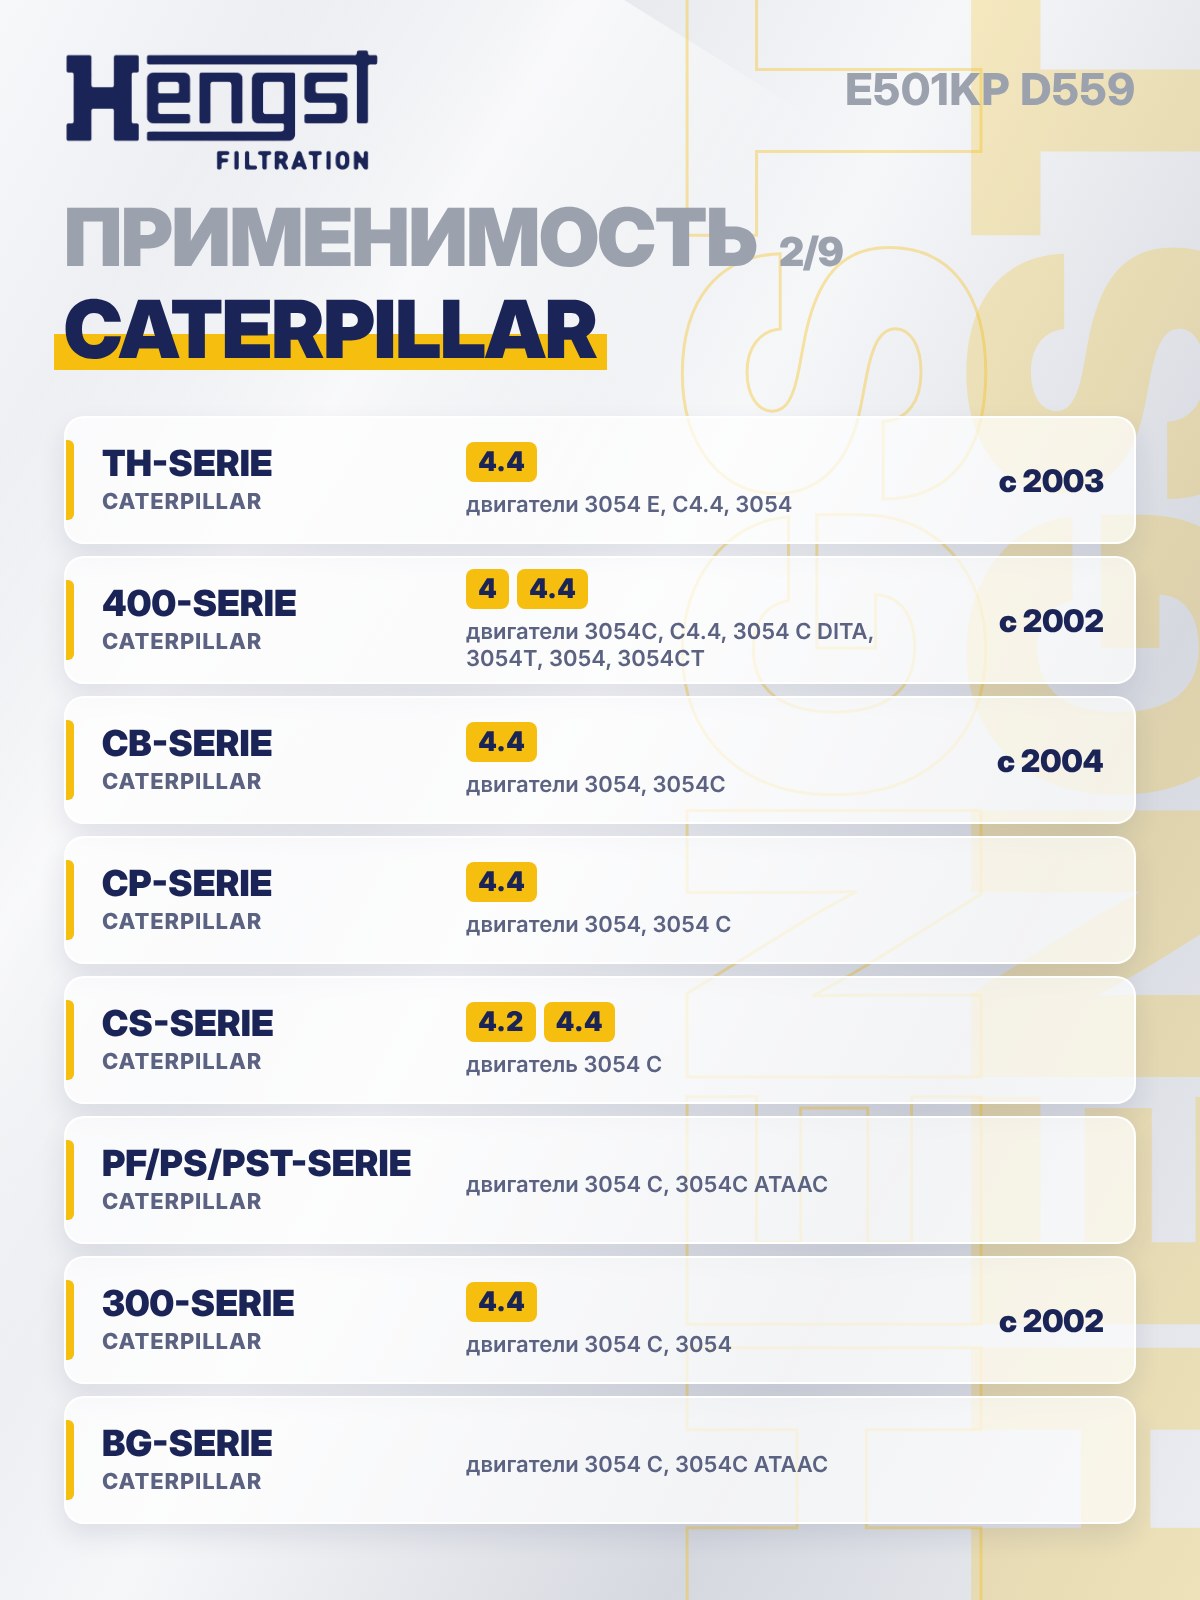 Hengst
FILTRATION
E501KP D559
ПРИМЕНИМОСТЬ 2/9
CATERPILLAR
TH-SERIE
CATERPILLAR
4.4
двигатели 3054 E, C4.4, 3054
с 2003
400-SERIE
CATERPILLAR
4 4.4
двигатели 3054C, C4.4, 3054 C DITA,
3054T, 3054, 3054CT
с 2002
CB-SERIE
CATERPILLAR
4.4
двигатели 3054, 3054C
с 2004
CP-SERIE
CATERPILLAR
4.4
двигатели 3054, 3054 C
CS-SERIE
CATERPILLAR
4.2 4.4
двигатель 3054 C
PF/PS/PST-SERIE
CATERPILLAR
двигатели 3054 C, 3054C ATAAC
300-SERIE
CATERPILLAR
4.4
двигатели 3054 C, 3054
с 2002
BG-SERIE
CATERPILLAR
двигатели 3054 C, 3054C ATAAC
HENGST
HENGST